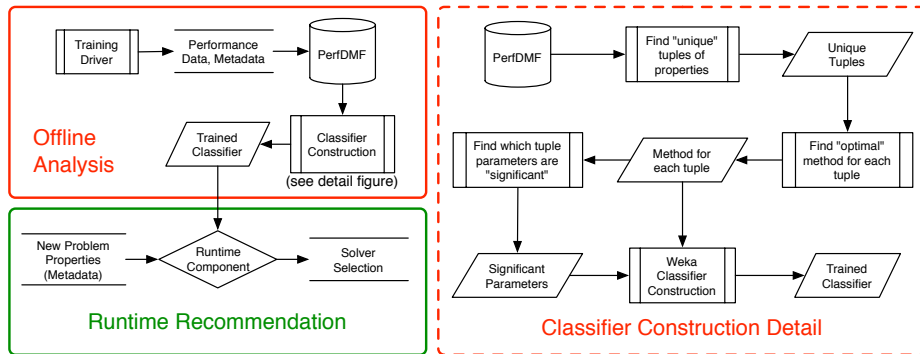 Training
Driver
Performance
Data, Metadata
PerfDMF
Offline
Analysis
Trained
Classifier
Classifier
Construction
(see detail figure)
New Problem
Properties
(Metadata)
Runtime
Component
Solver
Selection
Runtime Recommendation
PerfDMF
Find "unique"
tuples of
properties
Unique
Tuples
Find which tuple
parameters are
"significant"
Method for
each tuple
Find "optimal"
method for each
tuple
Significant
Parameters
Weka
Classifier
Construction
Trained
Classifier
Classifier Construction Detail